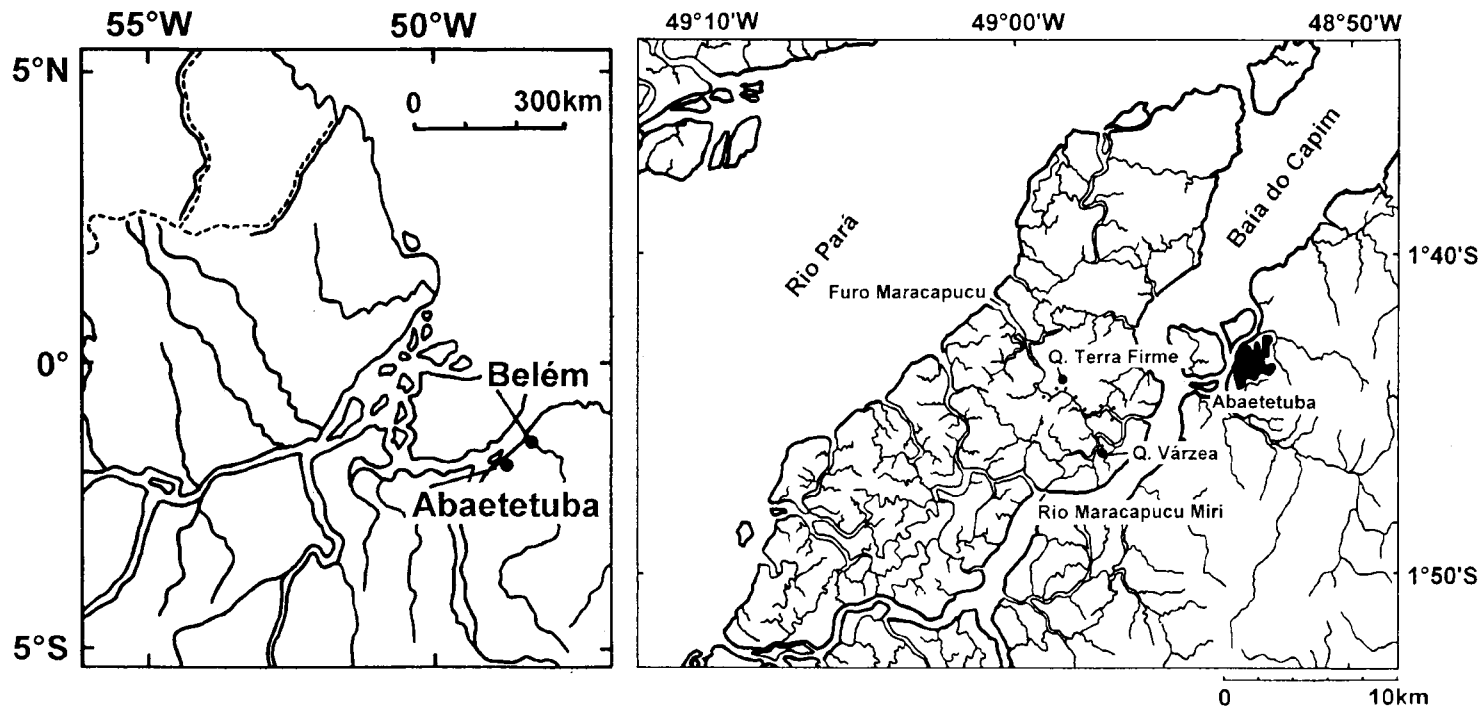 55°W 50°W
5°N
0 300km
0°
Belém
Abaetetuba
5°S
49°10'W 49°00'W 48°50'W
Rio Pará
Baía do Capim
1°40'S
Furo Maracapucu
Q. Terra Firme
Abaetetuba
Q. Várzea
Rio Maracapucu Miri
1°50'S
0 10km